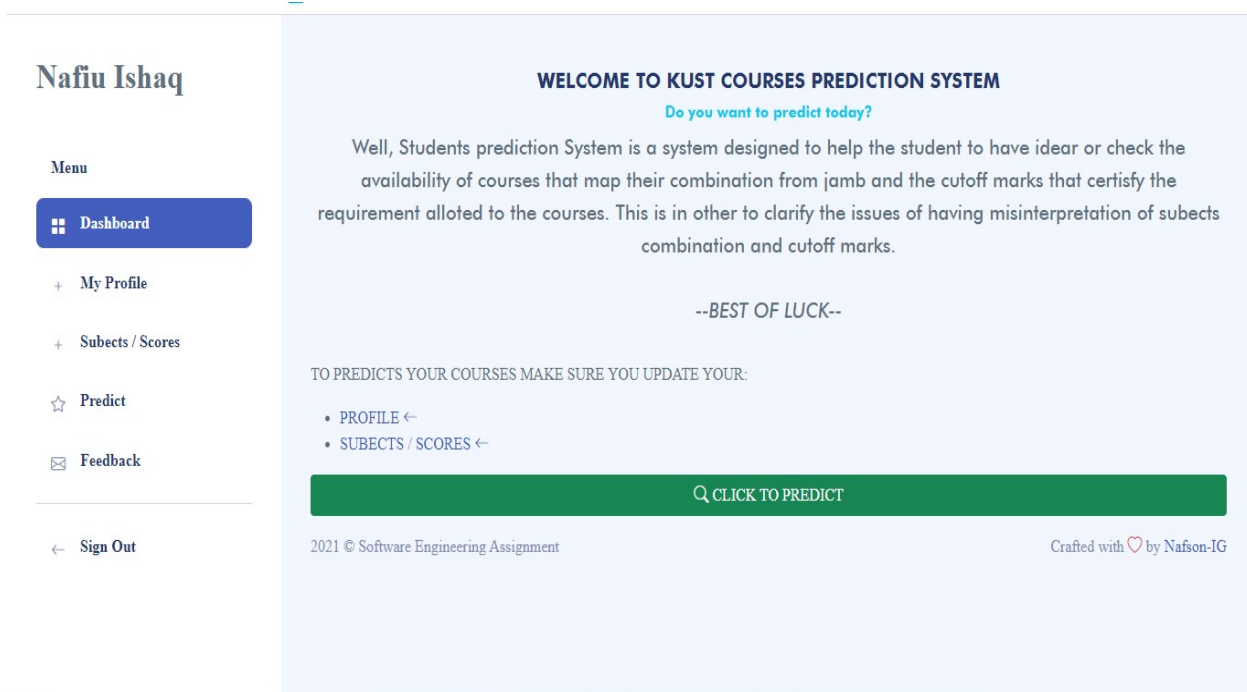 Nafiu Ishaq
Menu
Dashboard
My Profile
Subects / Scores
Predict
Feedback
Sign Out
WELCOME TO KUST COURSES PREDICTION SYSTEM
Do you want to predict today?
Well, Students prediction System is a system designed to help the student to have idear or check the
availability of courses that map their combination from jamb and the cutoff marks that certisfy the
requirement alloted to the courses. This is in other to clarify the issues of having misinterpretation of subects
combination and cutoff marks.
--BEST OF LUCK--
TO PREDICTS YOUR COURSES MAKE SURE YOU UPDATE YOUR:
• PROFILE ←
• SUBECTS / SCORES ←
CLICK TO PREDICT
2021 © Software Engineering Assignment
Crafted with ♡ by Nafson-IG